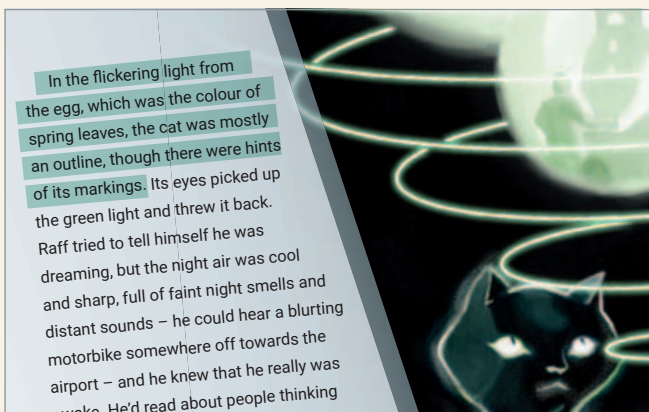 In the flickering light from
the egg, which was the colour of
spring leaves, the cat was mostly
an outline, though there were hints
of its markings. Its eyes picked up
the green light and threw it back.
Raff tried to tell himself he was
dreaming, but the night air was cool
and sharp, full of faint night smells and
distant sounds – he could hear a blurting
motorbike somewhere off towards the
airport – and he knew that he really was
awake. He'd read about people thinking